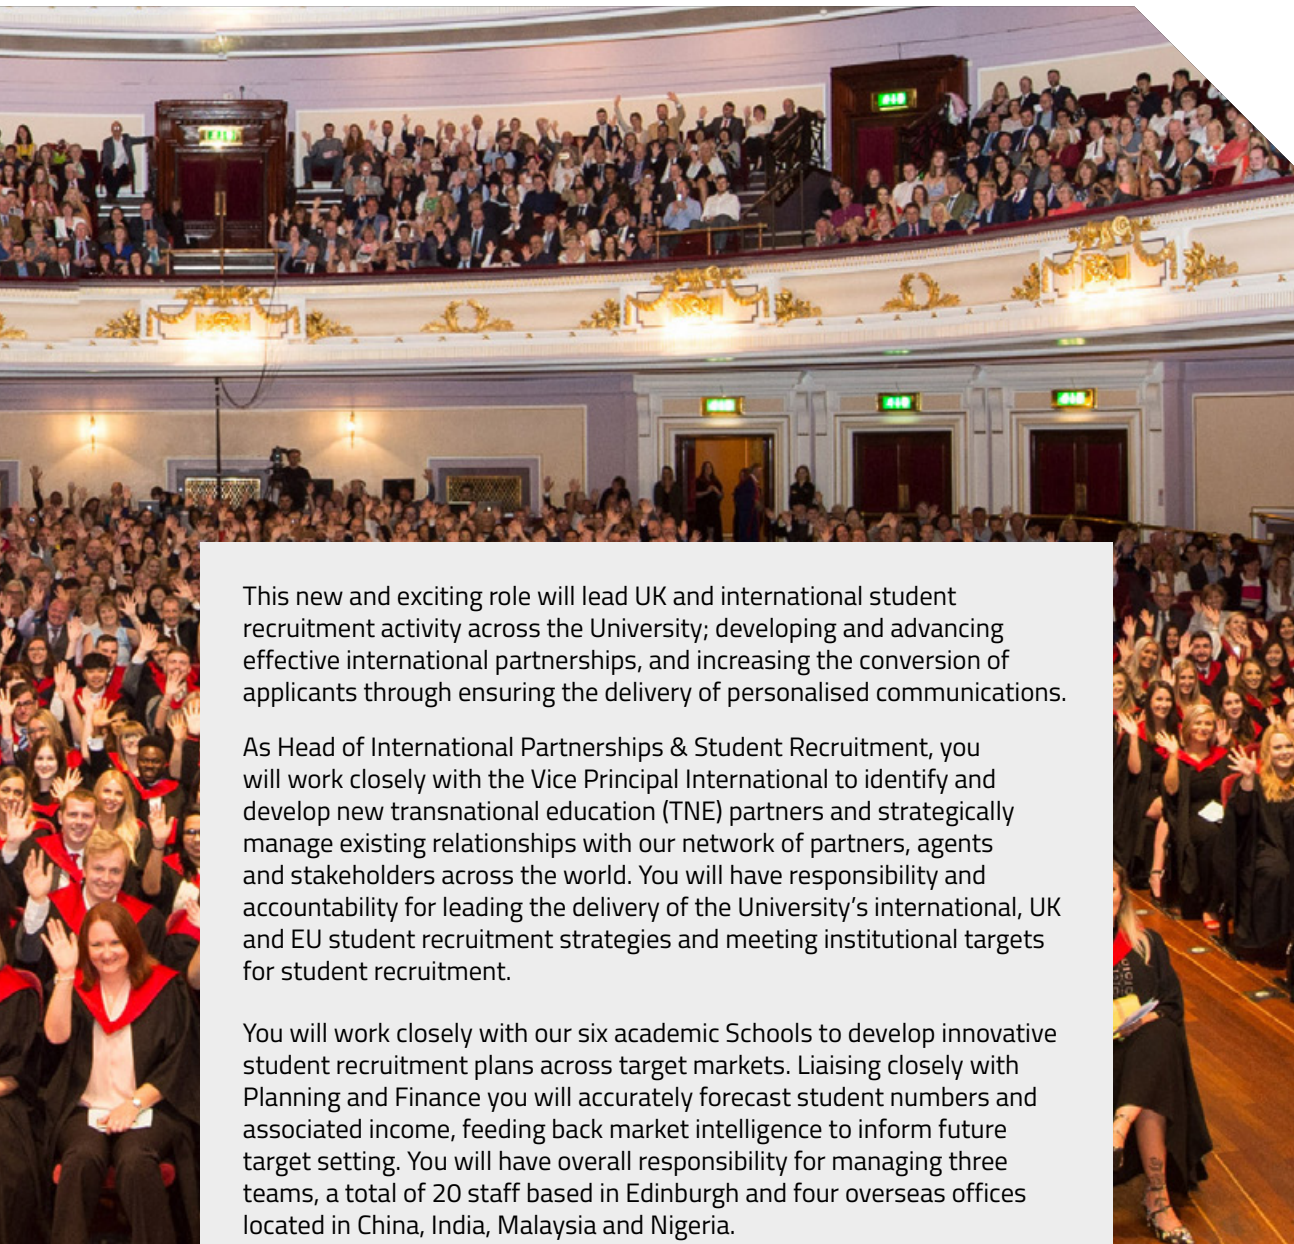 This new and exciting role will lead UK and international student
recruitment activity across the University; developing and advancing
effective international partnerships, and increasing the conversion of
applicants through ensuring the delivery of personalised communications.
As Head of International Partnerships & Student Recruitment, you
will work closely with the Vice Principal International to identify and
develop new transnational education (TNE) partners and strategically
manage existing relationships with our network of partners, agents
and stakeholders across the world. You will have responsibility and
accountability for leading the delivery of the University’s international, UK
and EU student recruitment strategies and meeting institutional targets
for student recruitment.
You will work closely with our six academic Schools to develop innovative
student recruitment plans across target markets. Liaising closely with
Planning and Finance you will accurately forecast student numbers and
associated income, feeding back market intelligence to inform future
target setting. You will have overall responsibility for managing three
teams, a total of 20 staff based in Edinburgh and four overseas offices
located in China, India, Malaysia and Nigeria.